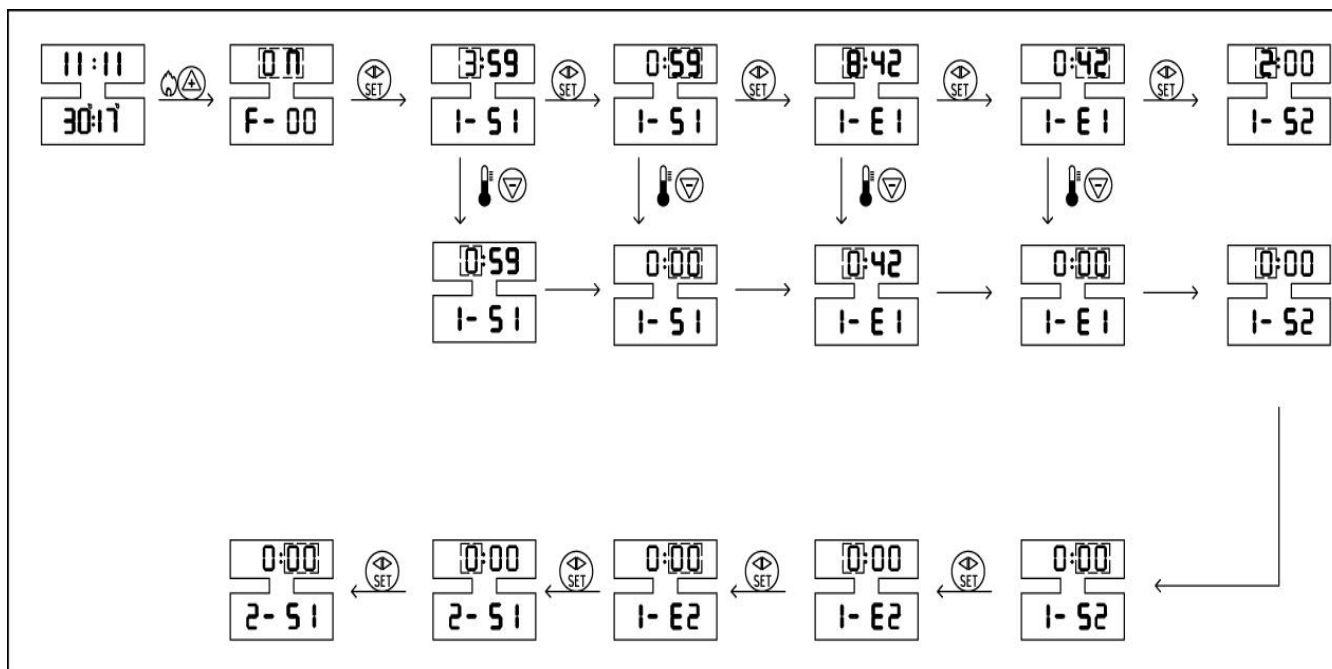 11:11
30°:17°
+
0n
F- 00
SET
3:59
1- S1
SET
0:59
1- S1
SET
8:42
1- E1
SET
0:42
1- E1
SET
2:00
1- S2
-
-
-
-
0:59
1- S1
0:00
1- S1
0:42
1- E1
0:00
1- E1
0:00
1- S2
0:00
1- S2
SET
0:00
1- E2
SET
0:00
1- E2
SET
0:00
2- S1
SET
0:00
2- S1